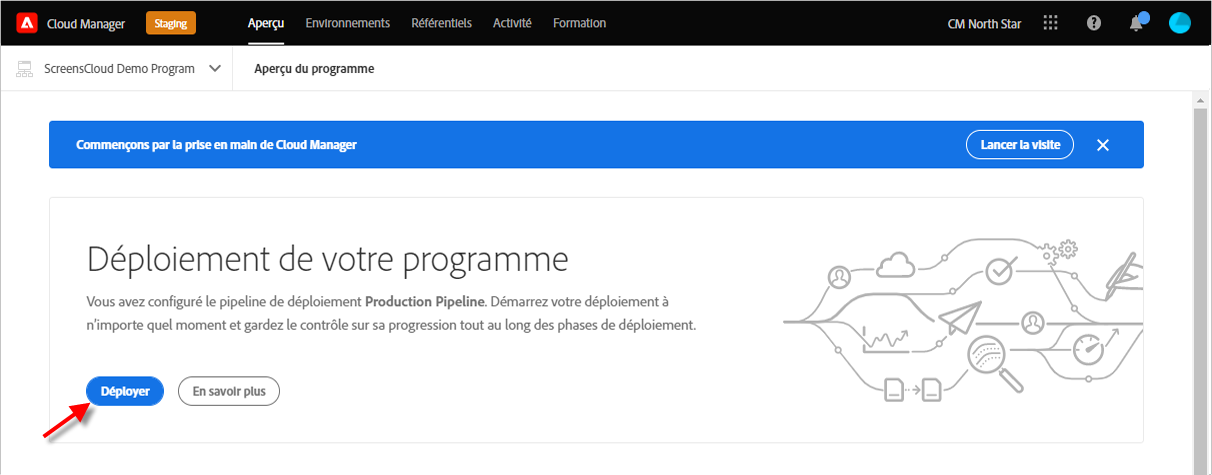 Cloud Manager Staging Aperçu Environnements Référentiels Activité Formation CM North Star
ScreensCloud Demo Program Aperçu du programme
Commençons par la prise en main de Cloud Manager Lancer la visite
Déploiement de votre programme
Vous avez configuré le pipeline de déploiement Production Pipeline. Démarrez votre déploiement à
n'importe quel moment et gardez le contrôle sur sa progression tout au long des phases de déploiement.
Déployer En savoir plus